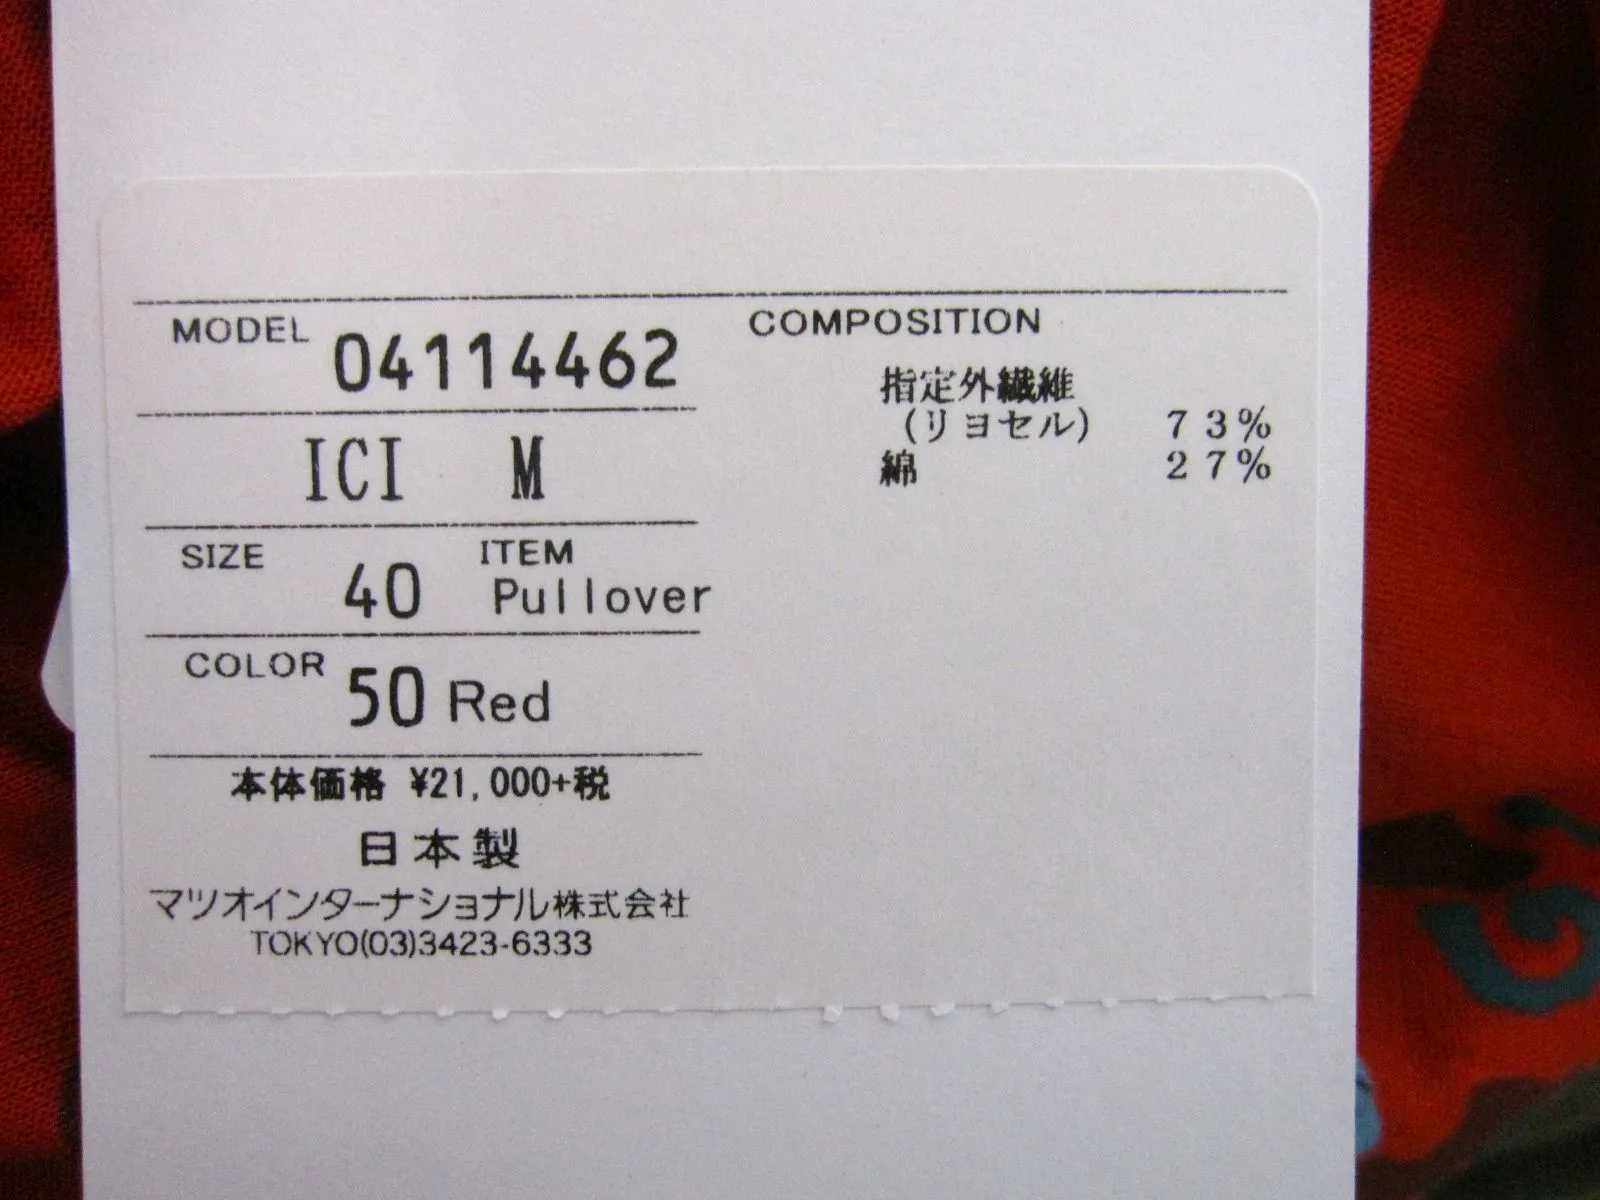 MODEL 04114462
ICI M
SIZE 40 ITEM Pullover
COLOR 50 Red
本体価格 ¥21,000+税
日本製
マツオインターナショナル株式会社
TOKYO(03)3423-6333
COMPOSITION
指定外繊維
(リヨセル) 73%
綿 27%